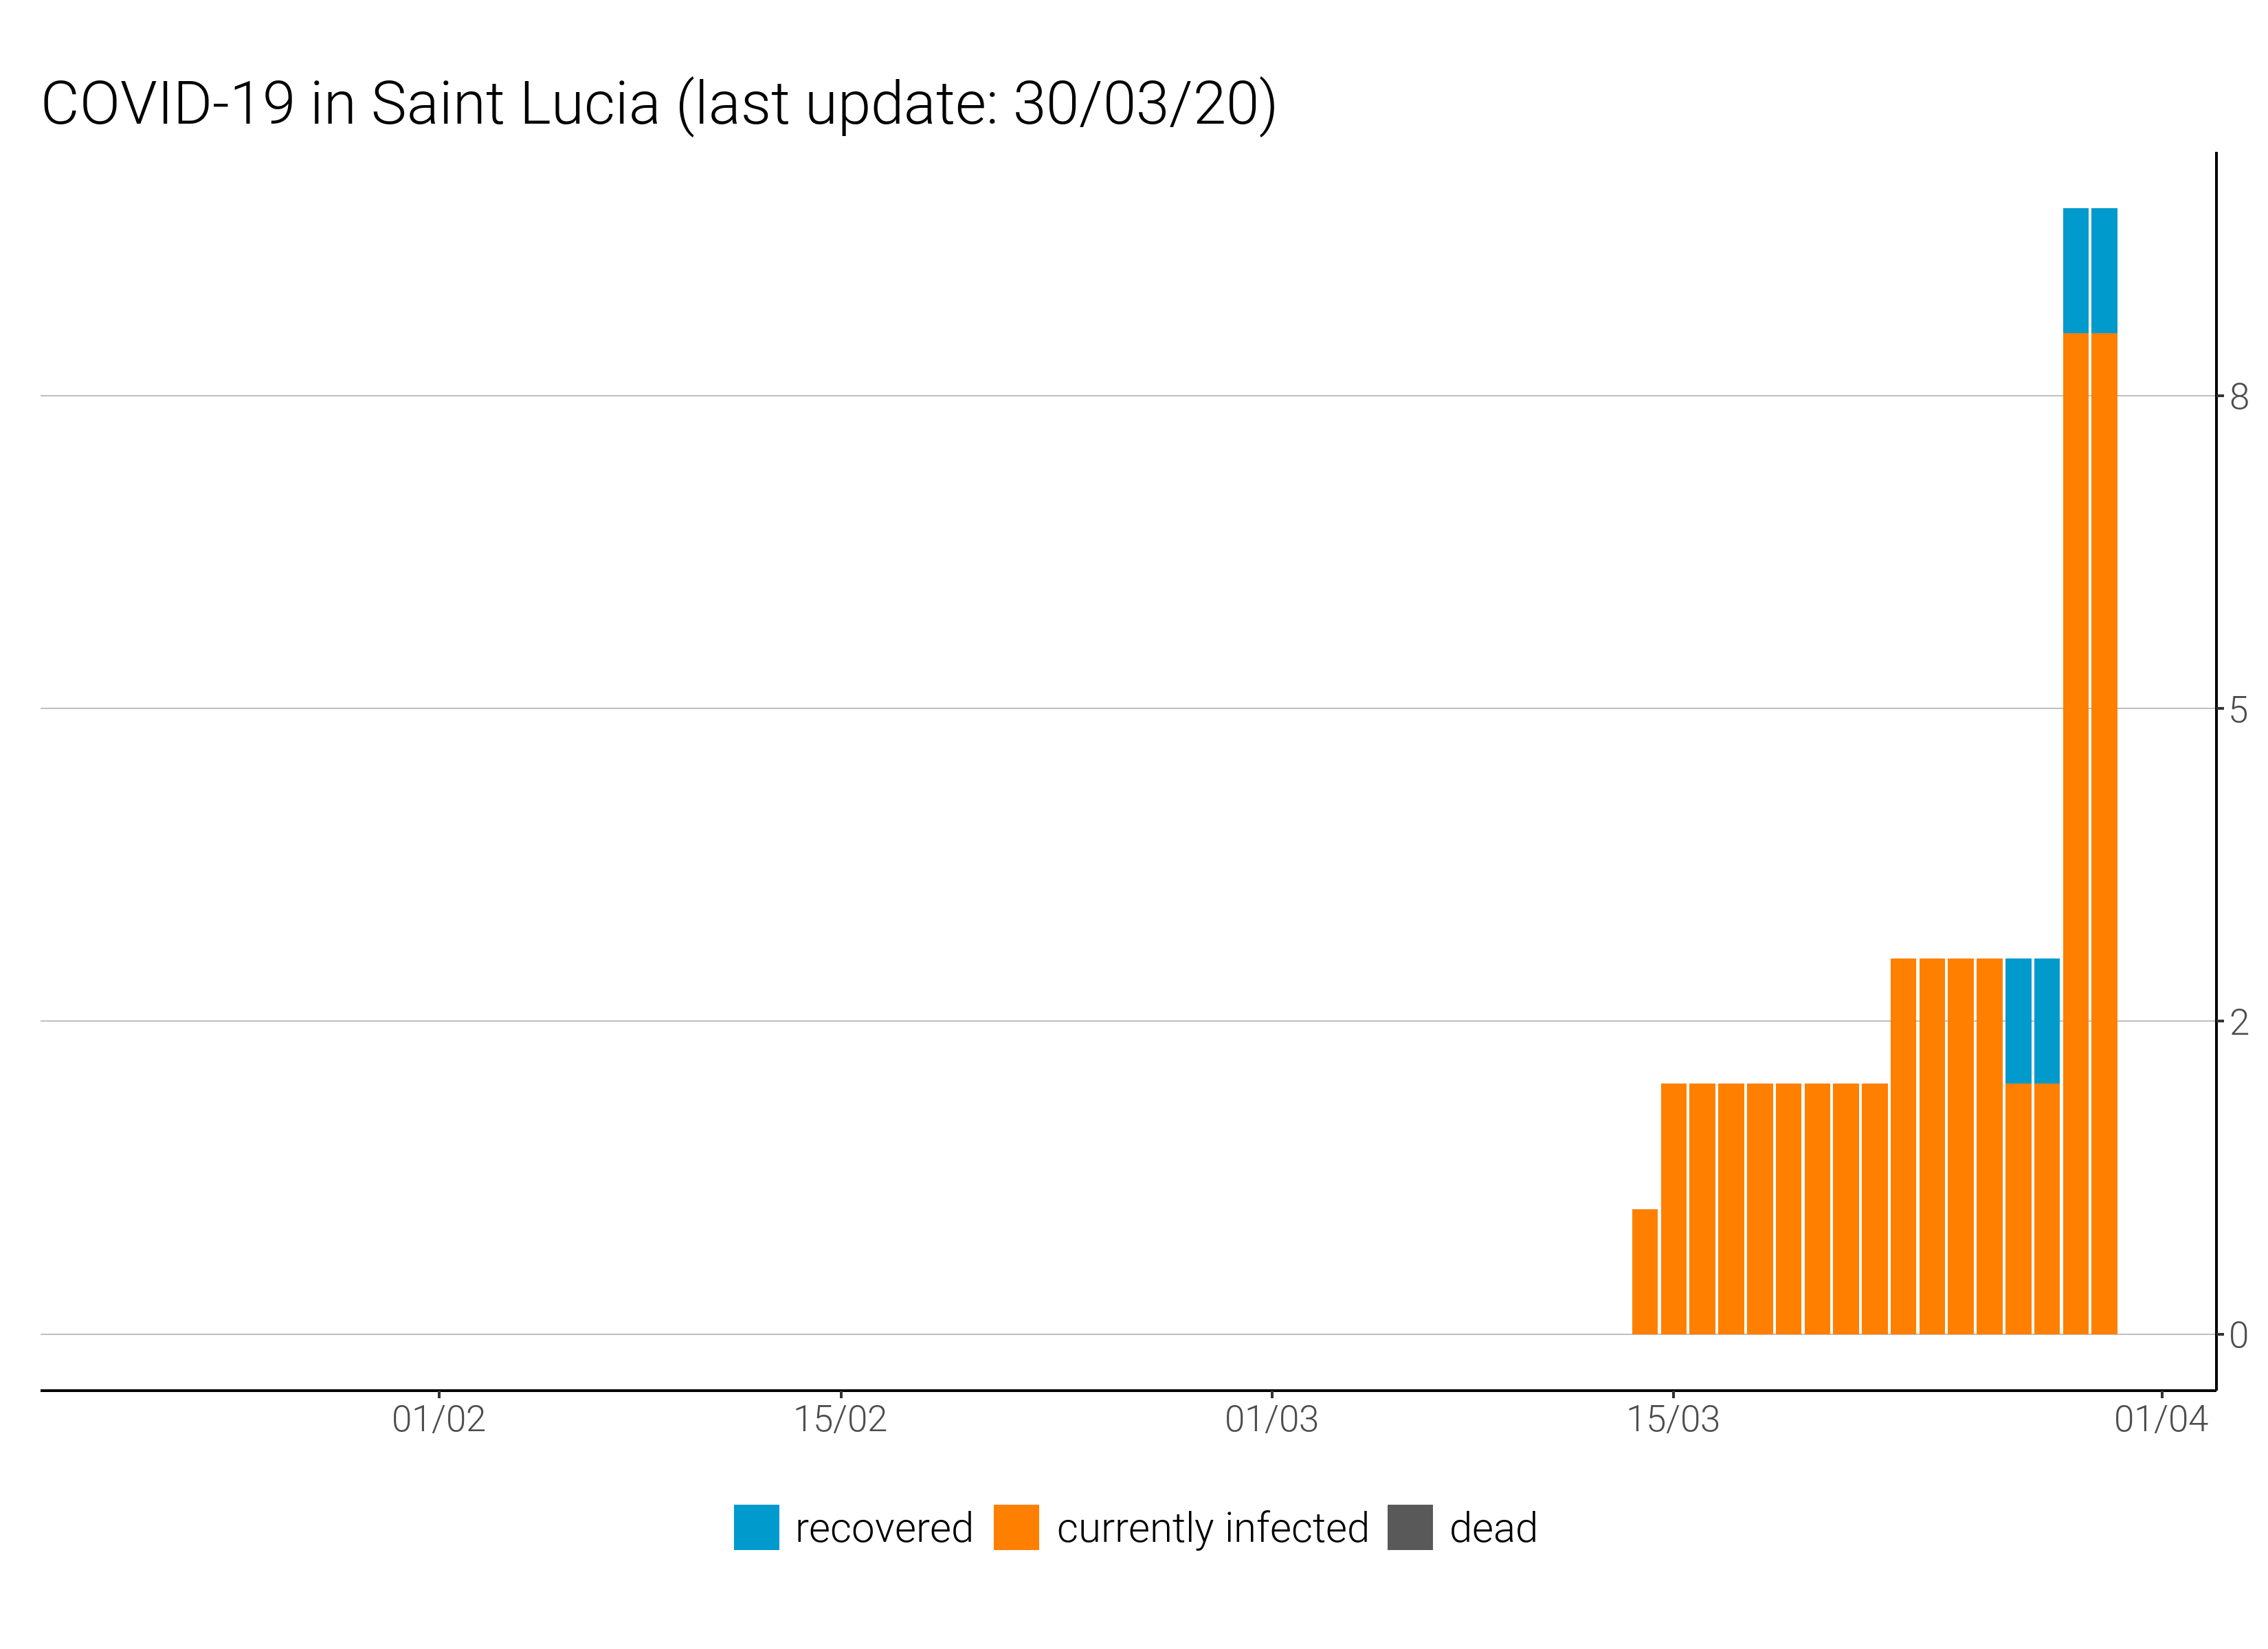 COVID-19 in Saint Lucia (last update: 30/03/20)
8
5
2
0
01/02 15/02 01/03 15/03 01/04
recovered currently infected dead